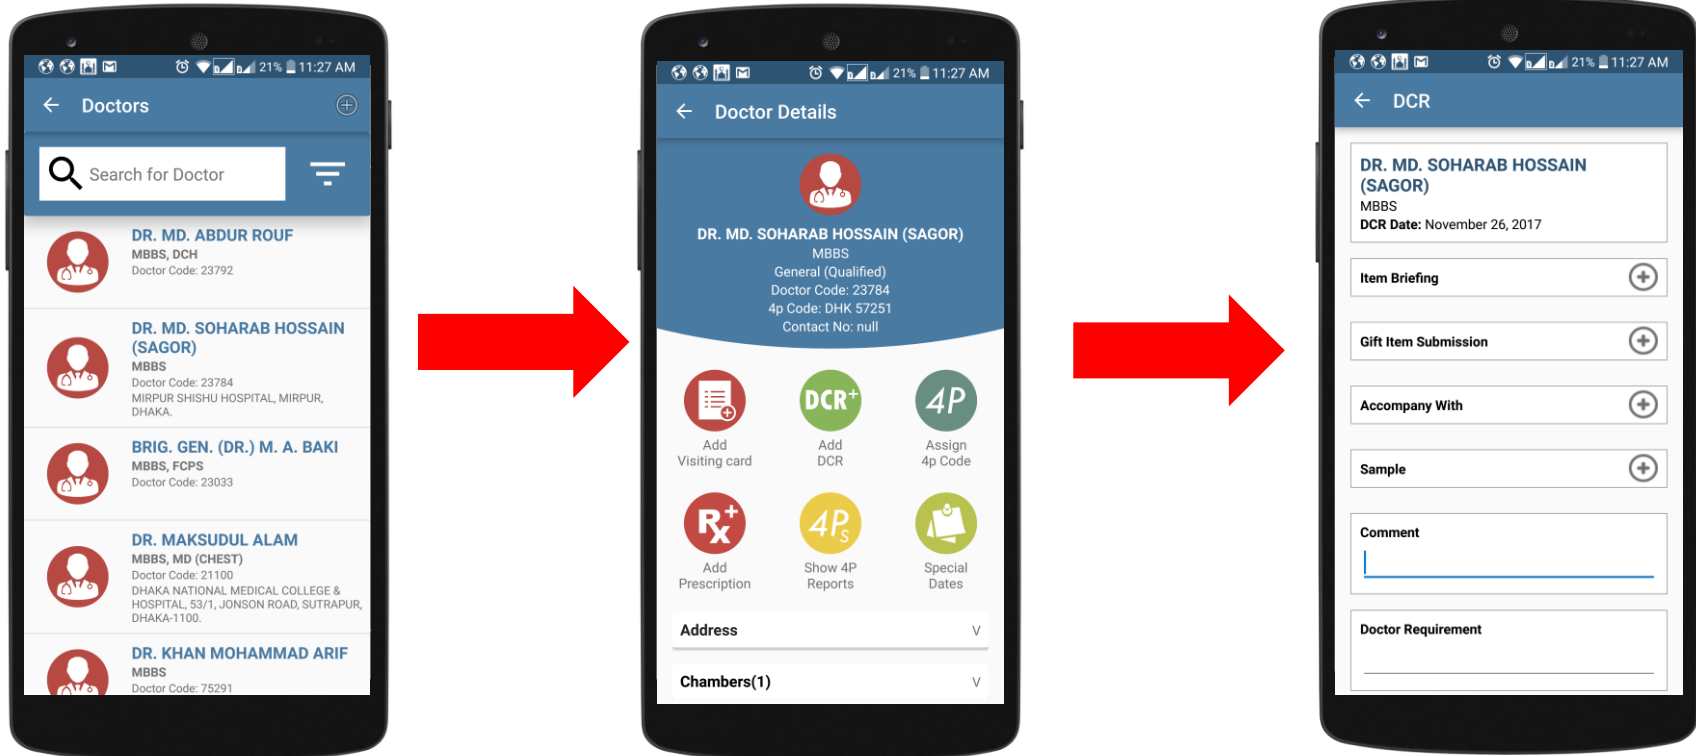 21% 11:27 AM
Doctors
Search for Doctor
DR. MD. ABDUR ROUF
MBBS, DCH
Doctor Code: 23792
DR. MD. SOHARAB HOSSAIN
(SAGOR)
MBBS
Doctor Code: 23784
MIRPUR SHISHU HOSPITAL, MIRPUR,
DHAKA.
BRIG. GEN. (DR.) M. A. BAKI
MBBS, FCPS
Doctor Code: 23033
DR. MAKSUDUL ALAM
MBBS, MD (CHEST)
Doctor Code: 21100
DHAKA NATIONAL MEDICAL COLLEGE &
HOSPITAL, 53/1, JONSON ROAD, SUTRAPUR,
DHAKA-1100.
DR. KHAN MOHAMMAD ARIF
MBBS
Doctor Code: 75291
21% 11:27 AM
Doctor Details
DR. MD. SOHARAB HOSSAIN (SAGOR)
MBBS
General (Qualified)
Doctor Code: 23784
4p Code: DHK 57251
Contact No: null
DCR+ 4P
Add Add Assign
Visiting card DCR 4p Code
Rx+ 4Ps
Add Show 4P Special
Prescription Reports Dates
Address V
Chambers(1) V
21% 11:27 AM
DCR
DR. MD. SOHARAB HOSSAIN
(SAGOR)
MBBS
DCR Date: November 26, 2017
Item Briefing
Gift Item Submission
Accompany With
Sample
Comment
Doctor Requirement